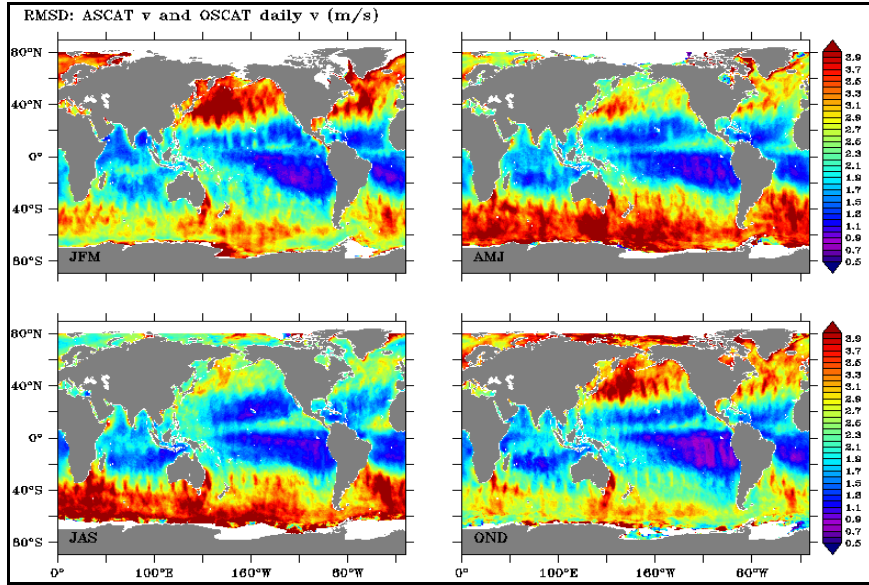 RMSD: ASCAT v and OSCAT daily v (m/s)
80°N
40°N
0°
40°S
80°S
JFM
AMJ
3.9
3.7
3.5
3.3
3.1
2.9
2.7
2.5
2.3
2.1
1.9
1.7
1.5
1.3
1.1
0.9
0.7
0.5
80°N
40°N
0°
40°S
80°S
JAS
OND
3.9
3.7
3.5
3.3
3.1
2.9
2.7
2.5
2.3
2.1
1.9
1.7
1.5
1.3
1.1
0.9
0.7
0.5
0° 100°E 160°W 60°W 0° 100°E 160°W 60°W